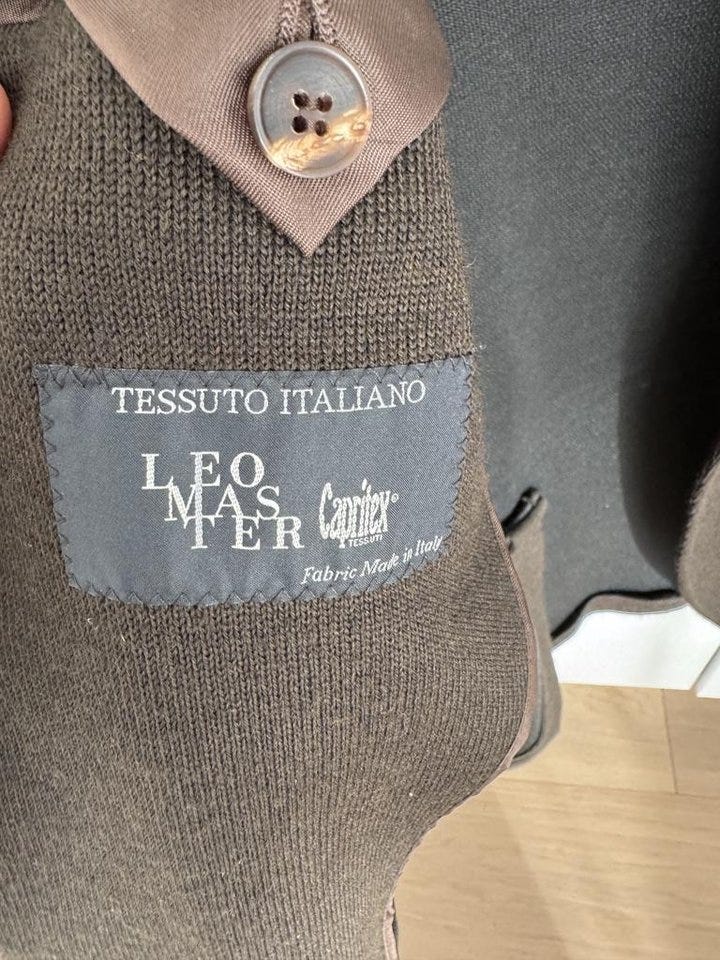 TESSUTO ITALIANO
LEO
MAS
TER
Capritex®
TESSUTI
Fabric Made in Italy